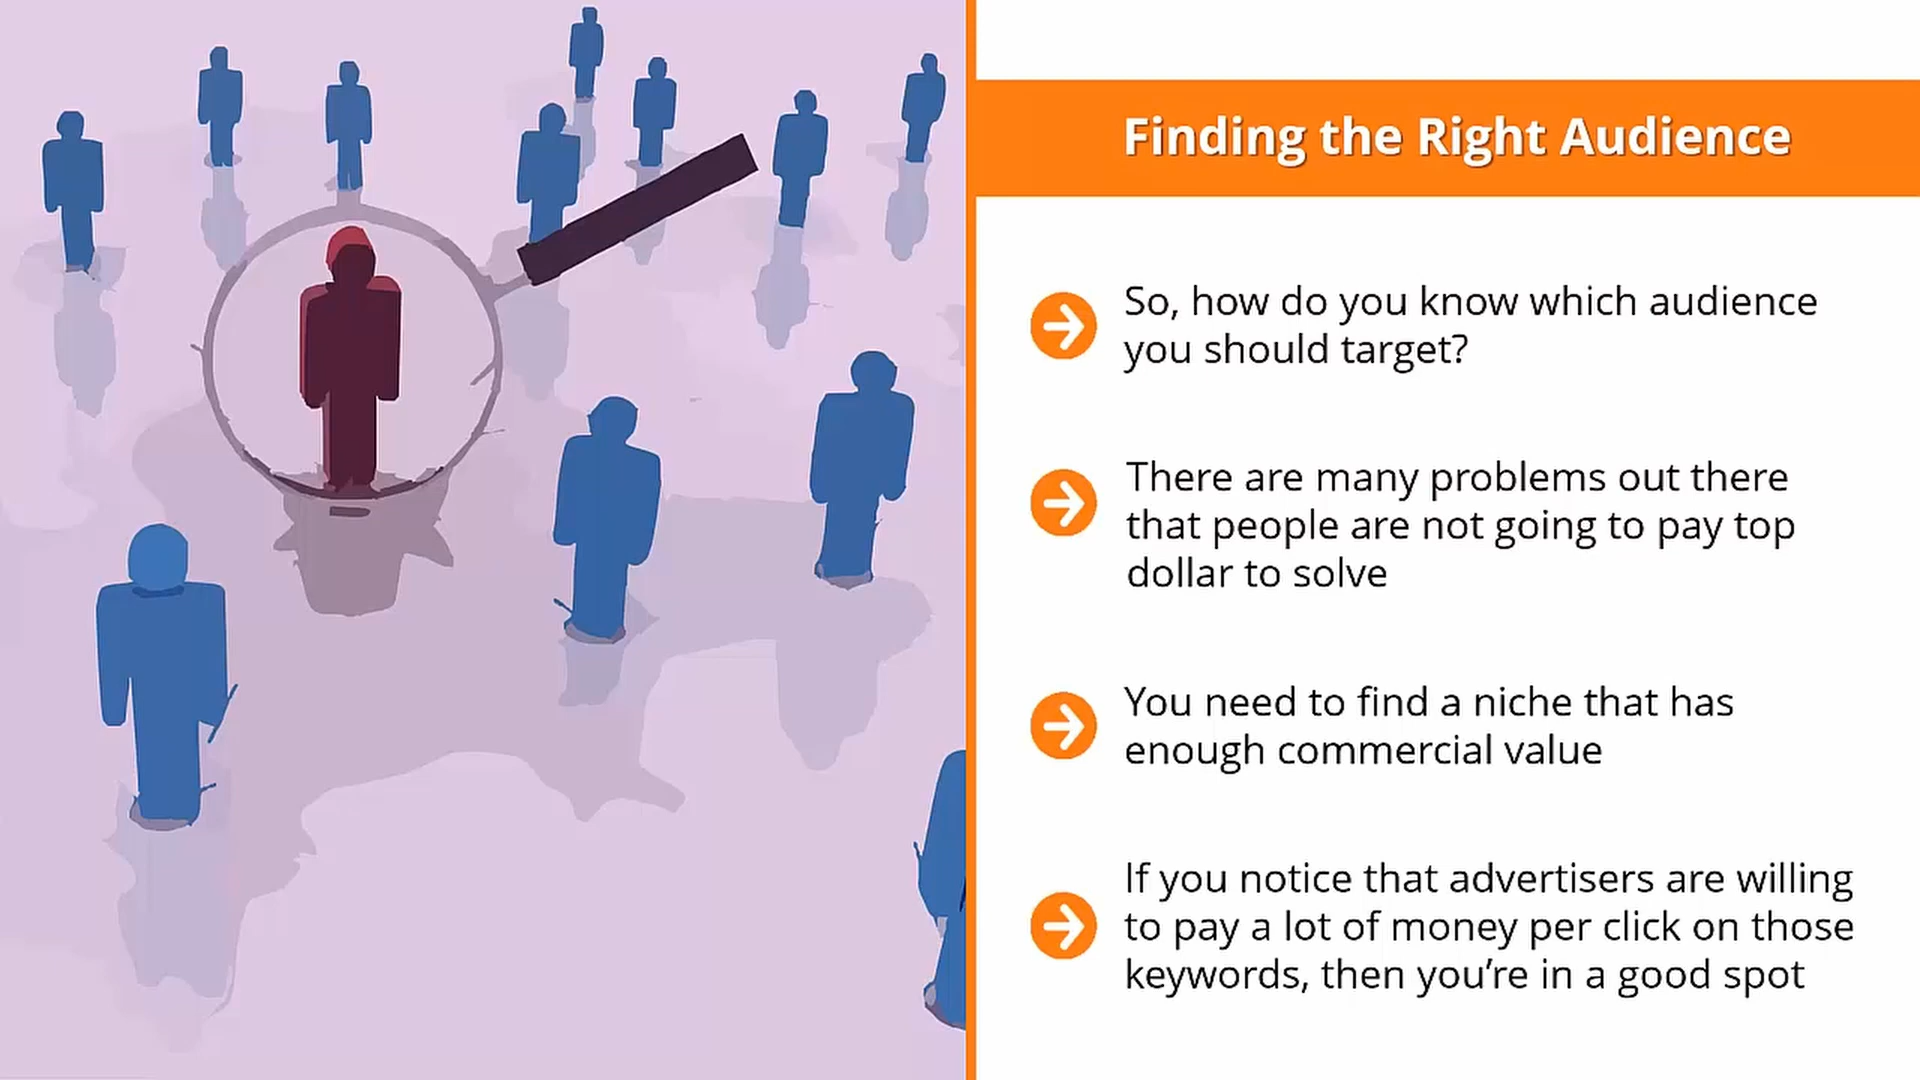 Finding the Right Audience
So, how do you know which audience
you should target?
There are many problems out there
that people are not going to pay top
dollar to solve
You need to find a niche that has
enough commercial value
If you notice that advertisers are willing
to pay a lot of money per click on those
keywords, then you’re in a good spot